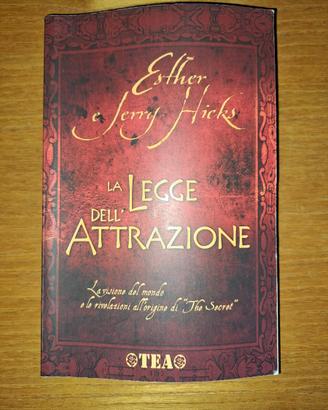 Esther
e Jerry Hicks
LA LEGGE
DELL'
ATTRAZIONE
La visione del mondo
e le rivelazioni all'origine di "The Secret"
TEA